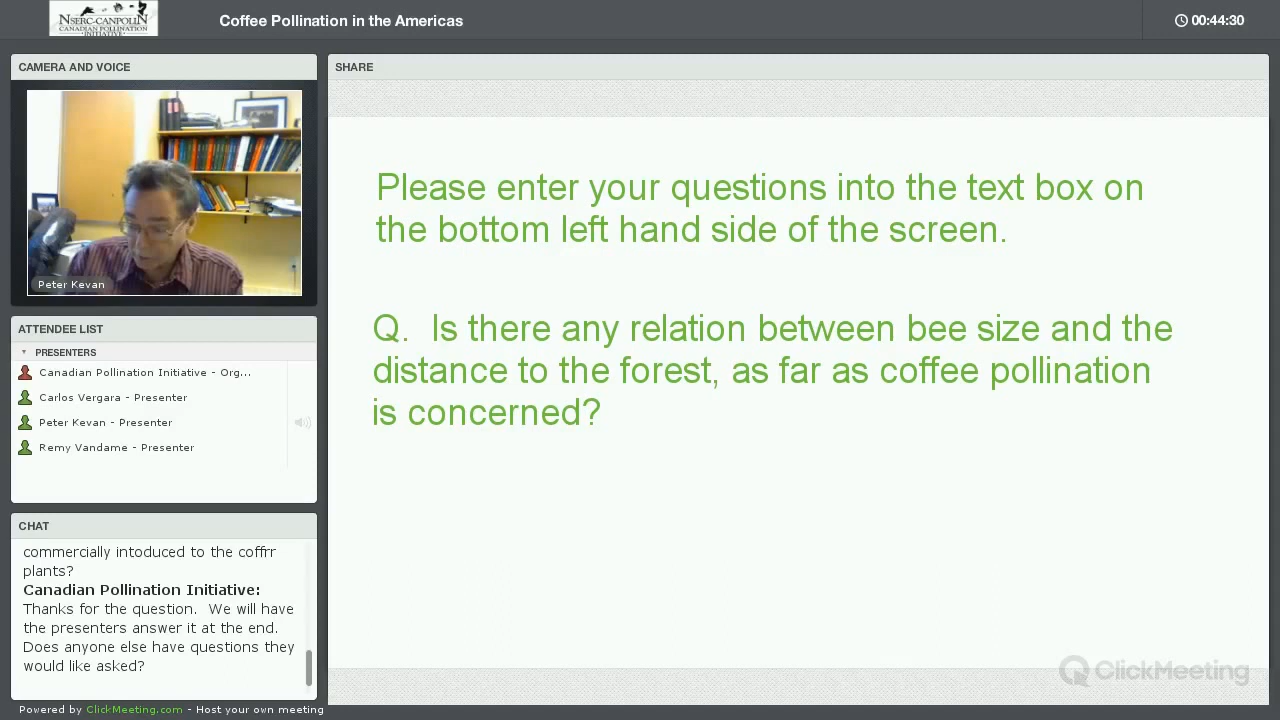 NSERC-CANPOLIN
CANADIAN POLLINATION
INITIATIVE
Coffee Pollination in the Americas
00:44:30
CAMERA AND VOICE
Peter Kevan
ATTENDEE LIST
PRESENTERS
Canadian Pollination Initiative - Org...
Carlos Vergara - Presenter
Peter Kevan - Presenter
Remy Vandame - Presenter
CHAT
commercially intoduced to the coffrr
plants?
Canadian Pollination Initiative:
Thanks for the question. We will have
the presenters answer it at the end.
Does anyone else have questions they
would like asked?
Powered by ClickMeeting.com - Host your own meeting
SHARE
Please enter your questions into the text box on
the bottom left hand side of the screen.
Q. Is there any relation between bee size and the
distance to the forest, as far as coffee pollination
is concerned?
ClickMeeting